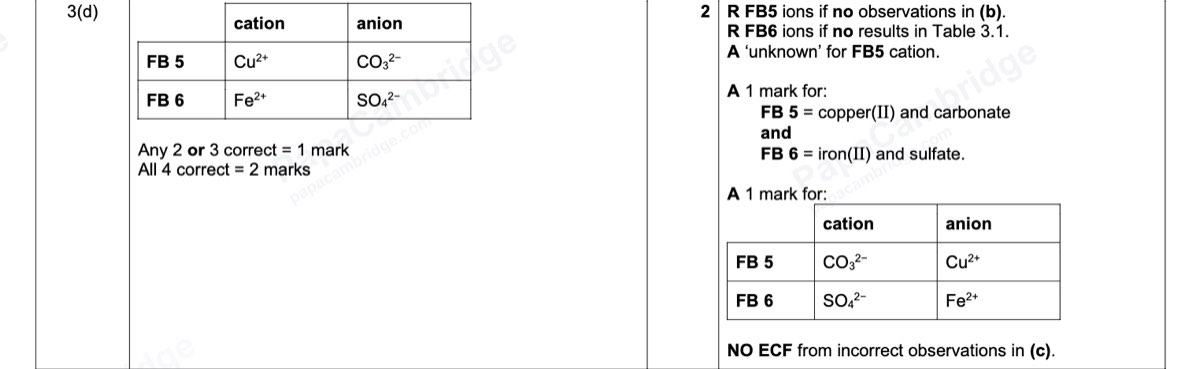 3(d)
cation anion
FB 5 Cu²⁺ CO₃²⁻
FB 6 Fe²⁺ SO₄²⁻
Any 2 or 3 correct = 1 mark
All 4 correct = 2 marks
2
R FB5 ions if no observations in (b).
R FB6 ions if no results in Table 3.1.
A ‘unknown’ for FB5 cation.
A 1 mark for:
FB 5 = copper(II) and carbonate
and
FB 6 = iron(II) and sulfate.
A 1 mark for:
cation anion
FB 5 CO₃²⁻ Cu²⁺
FB 6 SO₄²⁻ Fe²⁺
NO ECF from incorrect observations in (c).
PapaCambridge
papacambridge.com
PapaCambridge